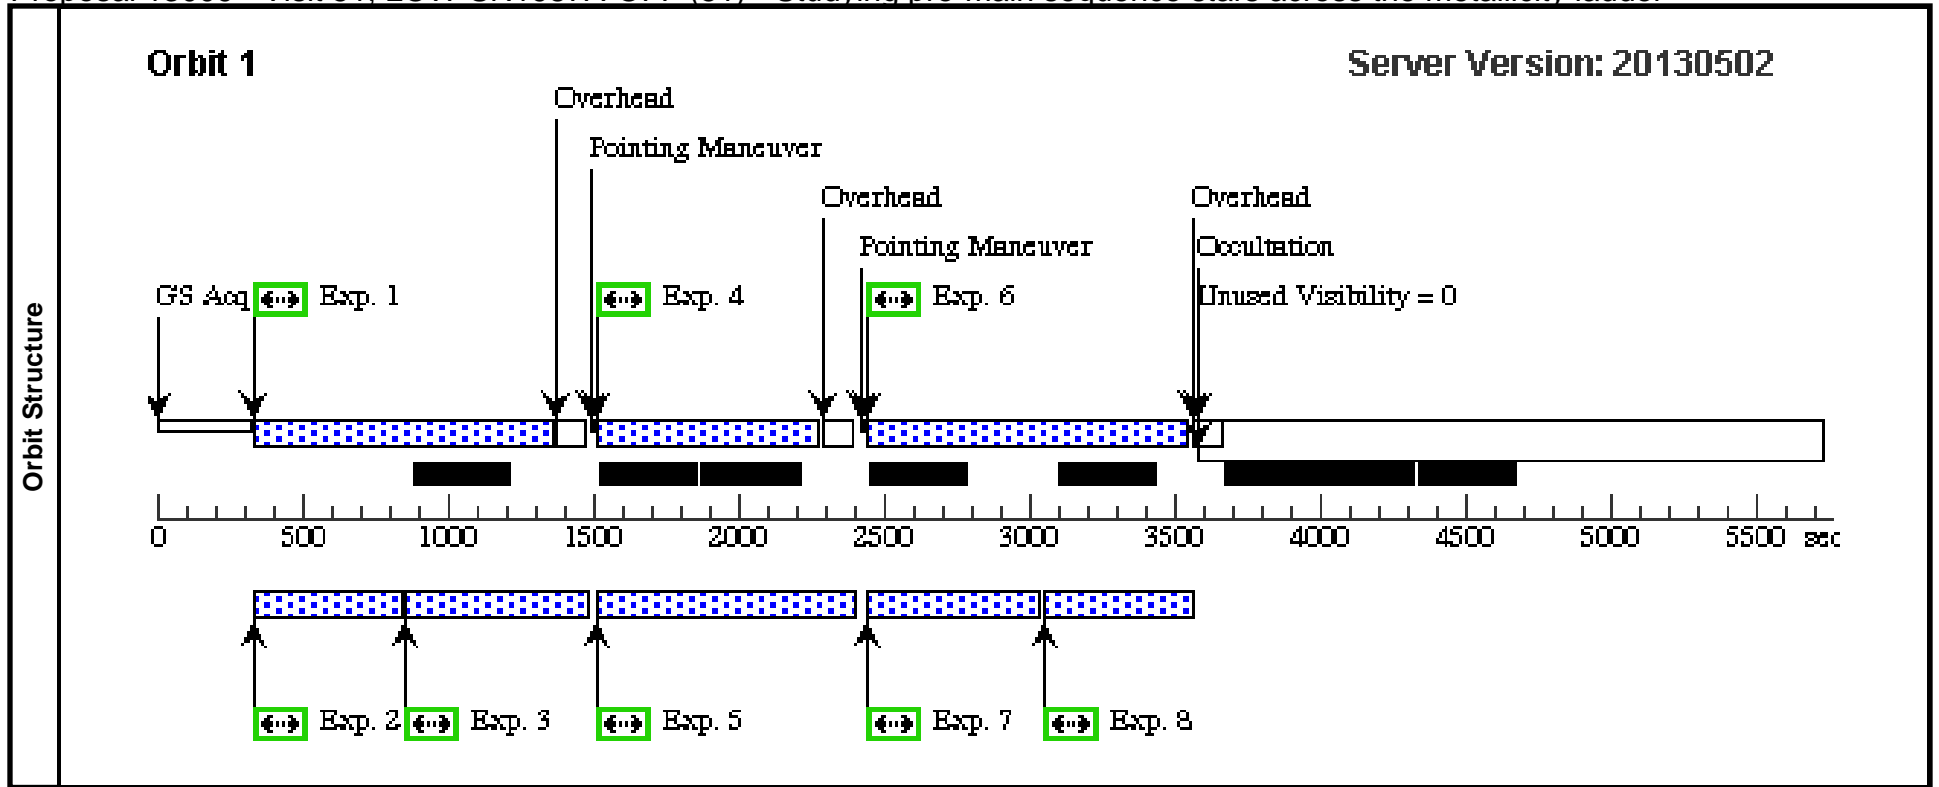 Orbit 1
Server Version: 20130502
Overhead
Pointing Maneuver
Overhead
Overhead
Pointing Maneuver
Occultation
GS Acq
Exp. 1
Exp. 4
Exp. 6
Unused Visibility = 0
Orbit Structure
0 500 1000 1500 2000 2500 3000 3500 4000 4500 5000 5500 sec
Exp. 2
Exp. 3
Exp. 5
Exp. 7
Exp. 8